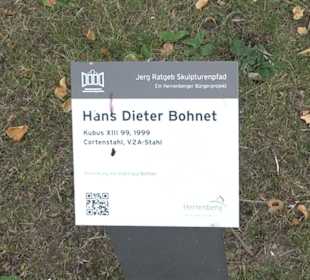 Jerg Ratgeb Skulpturenpfad
Ein Herrenberger Bürgerprojekt
Hans Dieter Bohnet
Kubus XIII 99, 1999
Cortenstahl, V2A-Stahl
Herrenberg